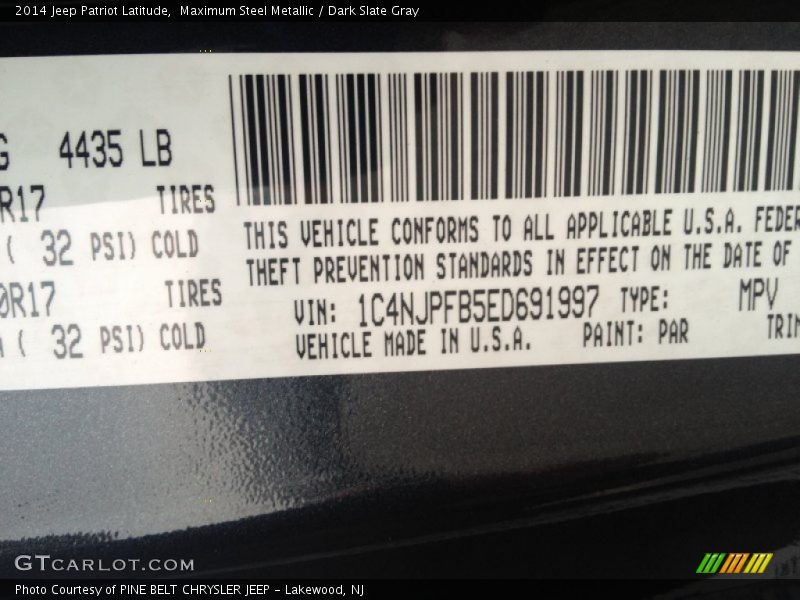 2014 Jeep Patriot Latitude, Maximum Steel Metallic / Dark Slate Gray
4435 LB
R17 TIRES
( 32 PSI) COLD
0R17 TIRES
( 32 PSI) COLD
THIS VEHICLE CONFORMS TO ALL APPLICABLE U.S.A. FEDER
THEFT PREVENTION STANDARDS IN EFFECT ON THE DATE OF
VIN: 1C4NJPFB5ED691997 TYPE: MPV
VEHICLE MADE IN U.S.A. PAINT: PAR TRIM
GTCARLOT.COM
Photo Courtesy of PINE BELT CHRYSLER JEEP - Lakewood, NJ